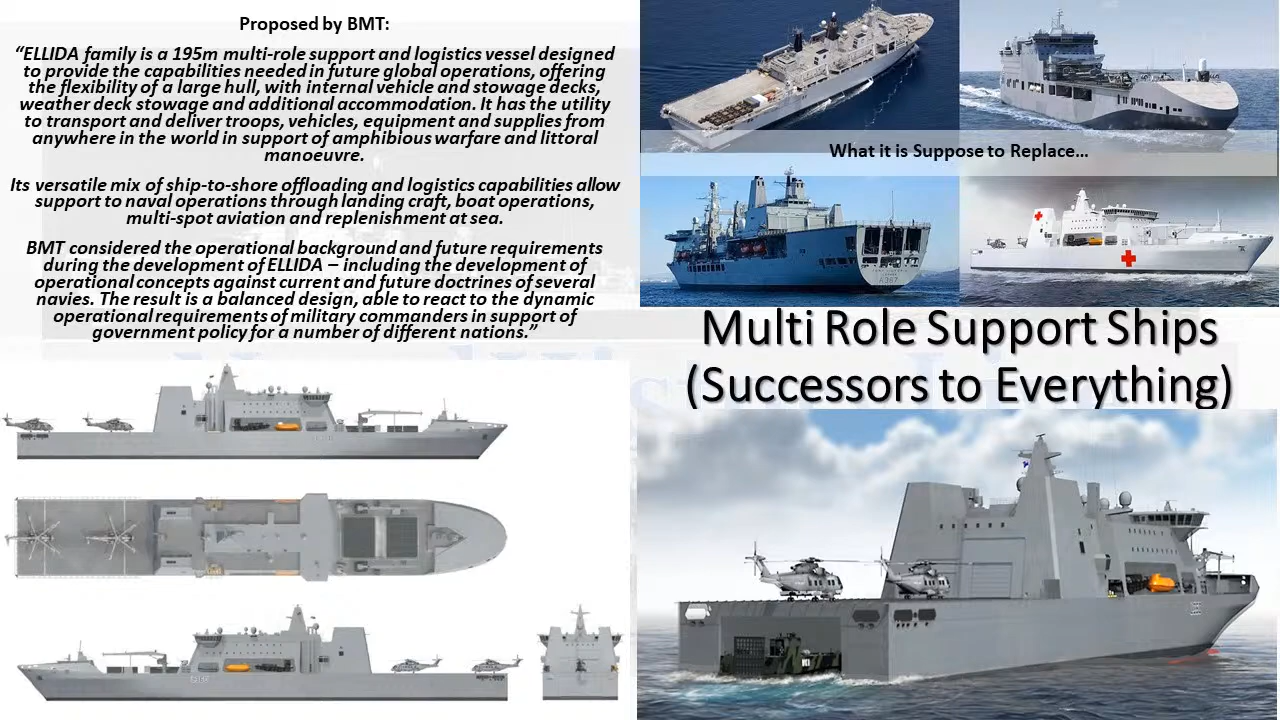 Proposed by BMT:
“ELLIDA family is a 195m multi-role support and logistics vessel designed
to provide the capabilities needed in future global operations, offering
the flexibility of a large hull, with internal vehicle and stowage decks,
weather deck stowage and additional accommodation. It has the utility
to transport and deliver troops, vehicles, equipment and supplies from
anywhere in the world in support of amphibious warfare and littoral
manoeuvre.
Its versatile mix of ship-to-shore offloading and logistics capabilities allow
support to naval operations through landing craft, boat operations,
multi-spot aviation and replenishment at sea.
BMT considered the operational background and future requirements
during the development of ELLIDA – including the development of
operational concepts against current and future doctrines of several
navies. The result is a balanced design, able to react to the dynamic
operational requirements of military commanders in support of
government policy for a number of different nations.”
What it is Suppose to Replace...
A387
Multi Role Support Ships
(Successors to Everything)